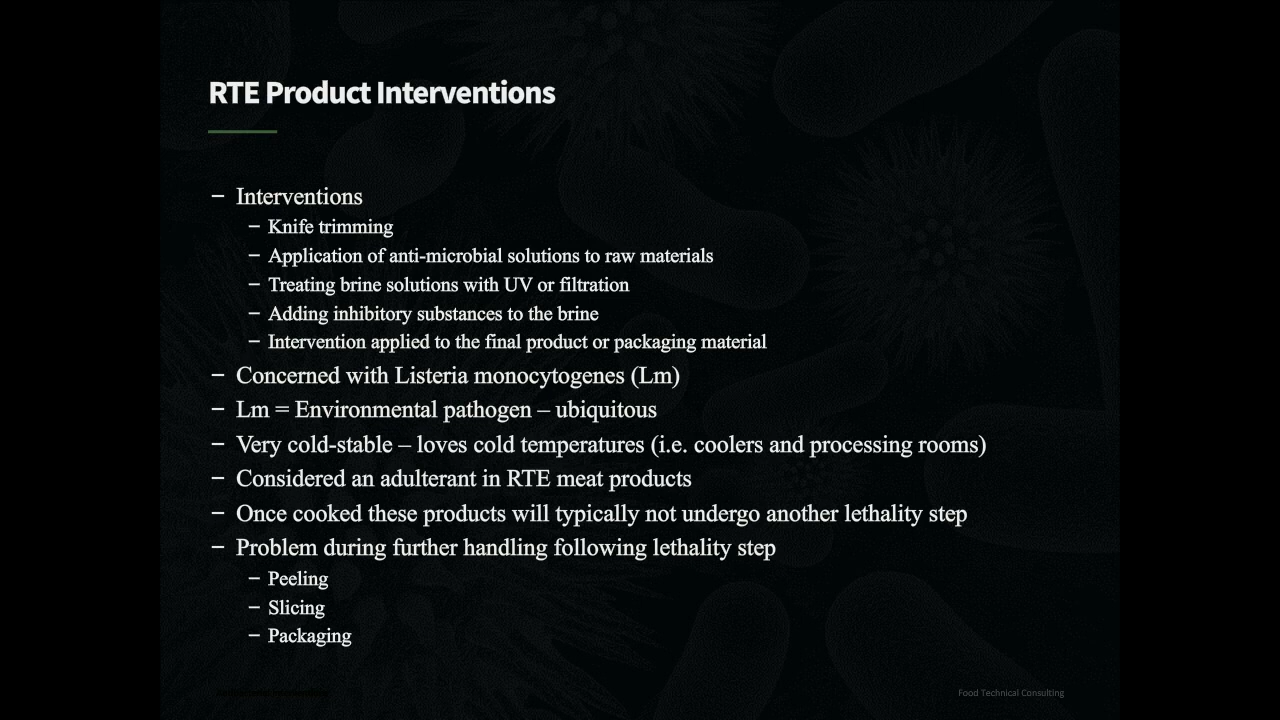 RTE Product Interventions
– Interventions
– Knife trimming
– Application of anti-microbial solutions to raw materials
– Treating brine solutions with UV or filtration
– Adding inhibitory substances to the brine
– Intervention applied to the final product or packaging material
– Concerned with Listeria monocytogenes (Lm)
– Lm = Environmental pathogen – ubiquitous
– Very cold-stable – loves cold temperatures (i.e. coolers and processing rooms)
– Considered an adulterant in RTE meat products
– Once cooked these products will typically not undergo another lethality step
– Problem during further handling following lethality step
– Peeling
– Slicing
– Packaging
Food Technical Consulting